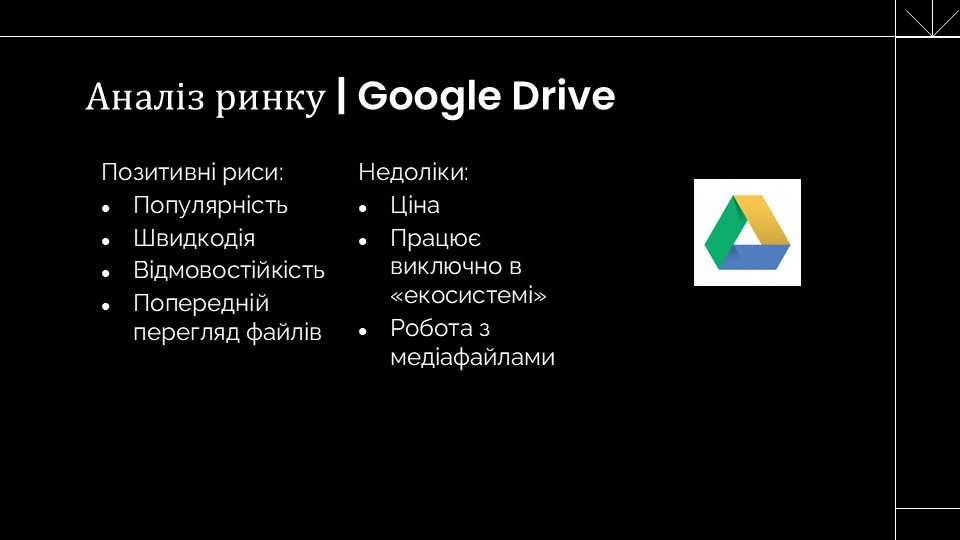 Аналіз ринку | Google Drive
Позитивні риси:
• Популярність
• Швидкодія
• Відмовостійкість
• Попередній
перегляд файлів
Недоліки:
• Ціна
• Працює
виключно в
«екосистемі»
• Робота з
медіафайлами